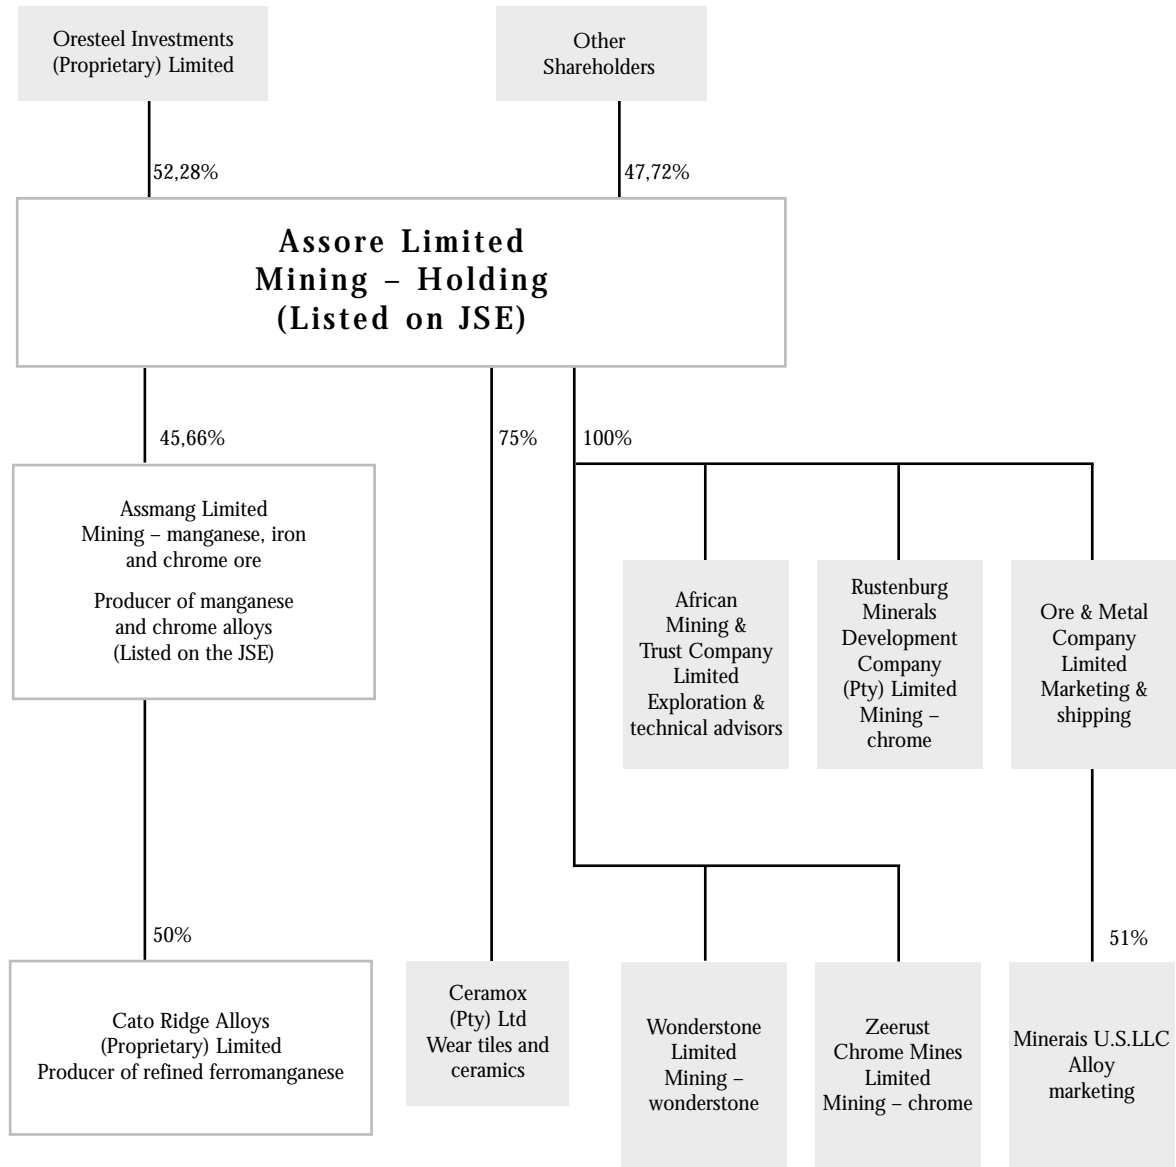 Oresteel Investments
(Proprietary) Limited
Other
Shareholders
52,28%
47,72%
Assore Limited
Mining – Holding
(Listed on JSE)
45,66%
75%
100%
Assmang Limited
Mining – manganese, iron
and chrome ore
Producer of manganese
and chrome alloys
(Listed on the JSE)
African
Mining &
Trust Company
Limited
Exploration &
technical advisors
Rustenburg
Minerals
Development
Company
(Pty) Limited
Mining –
chrome
Ore & Metal
Company
Limited
Marketing &
shipping
50%
51%
Cato Ridge Alloys
(Proprietary) Limited
Producer of refined ferromanganese
Ceramox
(Pty) Ltd
Wear tiles and
ceramics
Wonderstone
Limited
Mining –
wonderstone
Zeerust
Chrome Mines
Limited
Mining – chrome
Minerais U.S.LLC
Alloy
marketing